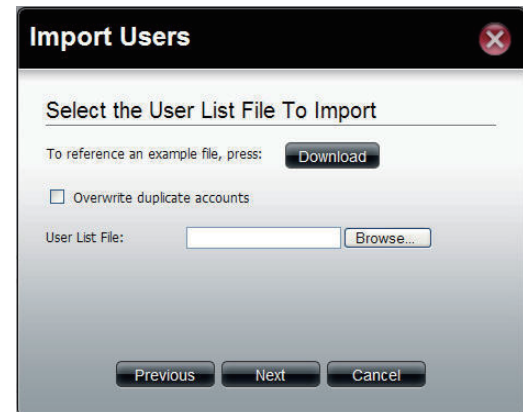 Import Users
Select the User List File To Import
To reference an example file, press: Download
Overwrite duplicate accounts
User List File: Browse...
Previous Next Cancel